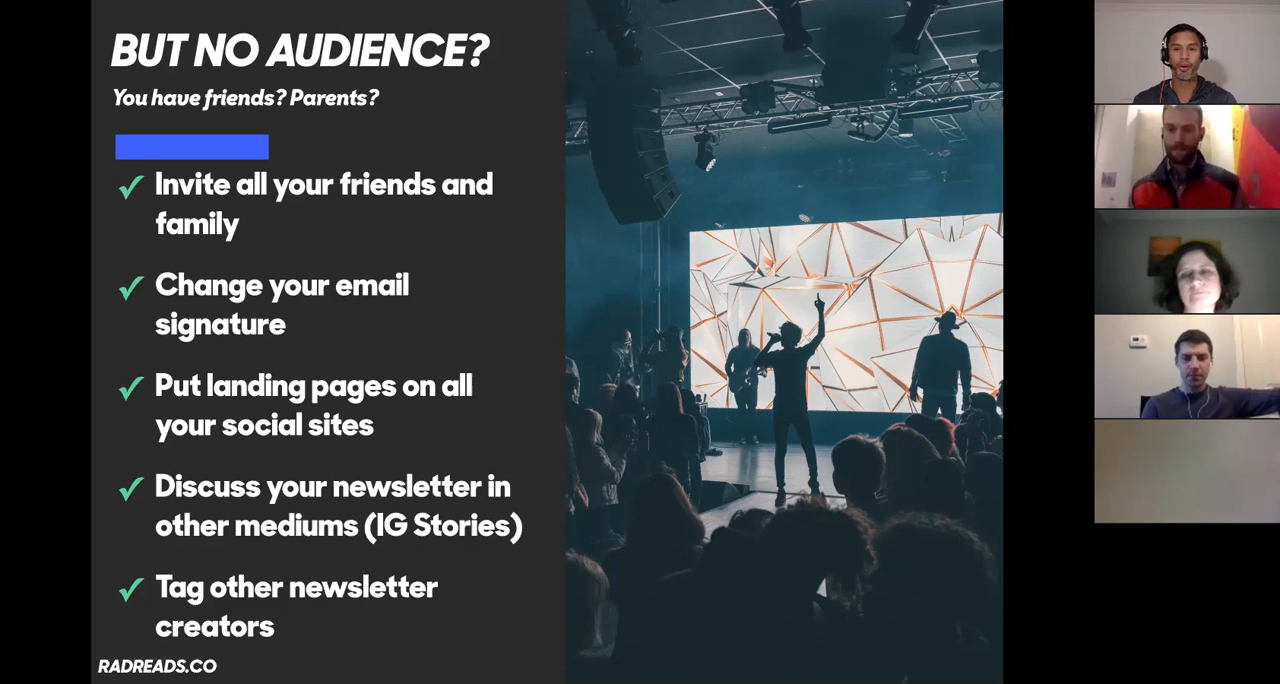 BUT NO AUDIENCE?
You have friends? Parents?
Invite all your friends and
family
Change your email
signature
Put landing pages on all
your social sites
Discuss your newsletter in
other mediums (IG Stories)
Tag other newsletter
creators
RADREADS.CO